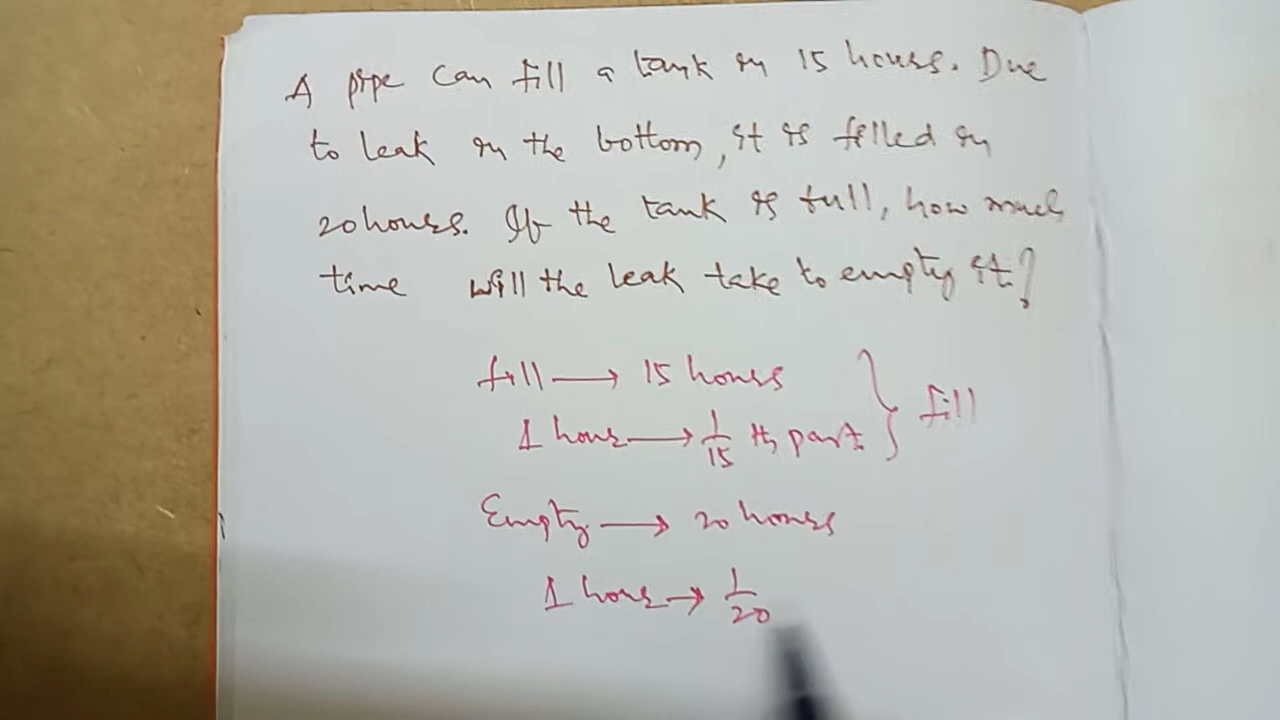 A pipe can fill a tank in 15 hours. Due
to leak in the bottom, it is filled in
20 hours. If the tank is full, how much
time will the leak take to empty it?
fill → 15 hours
1 hour → 1/15 th part. } fill
Empty → 20 hours
1 hour → 1/20